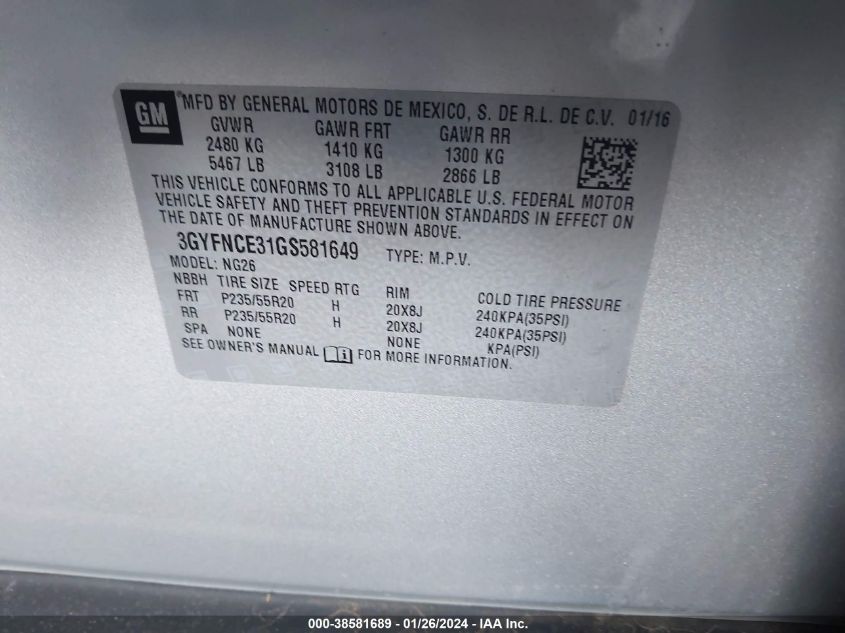 GM
®MFD BY GENERAL MOTORS DE MEXICO, S. DE R.L. DE C.V. 01/16
GVWR GAWR FRT GAWR RR
2480 KG 1410 KG 1300 KG
5467 LB 3108 LB 2866 LB
THIS VEHICLE CONFORMS TO ALL APPLICABLE U.S. FEDERAL MOTOR
VEHICLE SAFETY AND THEFT PREVENTION STANDARDS IN EFFECT ON
THE DATE OF MANUFACTURE SHOWN ABOVE.
3GYFNCE31GS581649 TYPE: M.P.V.
MODEL: NG26
NBBH TIRE SIZE SPEED RTG RIM COLD TIRE PRESSURE
FRT P235/55R20 H 20X8J 240KPA(35PSI)
RR P235/55R20 H 20X8J 240KPA(35PSI)
SPA NONE NONE KPA(PSI)
SEE OWNER'S MANUAL i FOR MORE INFORMATION.
000-38581689 - 01/26/2024 - IAA Inc.